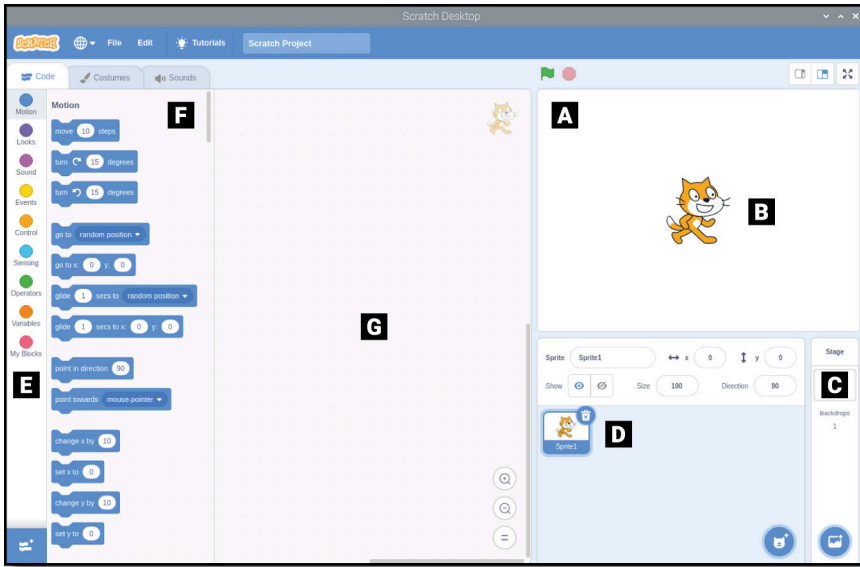 Scratch Desktop
SCRATCH File Edit Tutorials Scratch Project
Code Costumes Sounds
Motion
Looks
Sound
Events
Control
Sensing
Operators
Variables
My Blocks
E
Motion
F
move 10 steps
turn 15 degrees
turn 15 degrees
go to random position
go to x: 0 y: 0
glide 1 secs to random position
glide 1 secs to x: 0 y: 0
point in direction 90
point towards mouse-pointer
change x by 10
set x to 0
change y by 10
set y to 0
G
A
B
Sprite Sprite1 x 0 y 0
Show Size 100 Direction 90
Sprite1
D
Stage
C
Backdrops
1